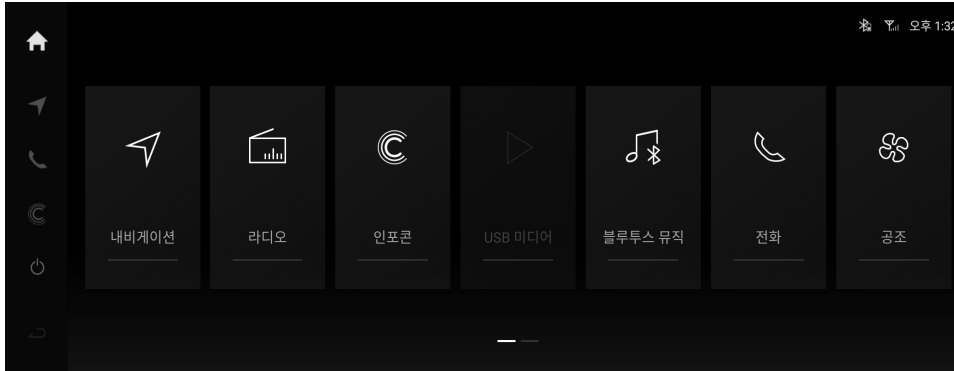 오후 1:32
내비게이션
라디오
인포콘
USB 미디어
블루투스 뮤직
전화
공조